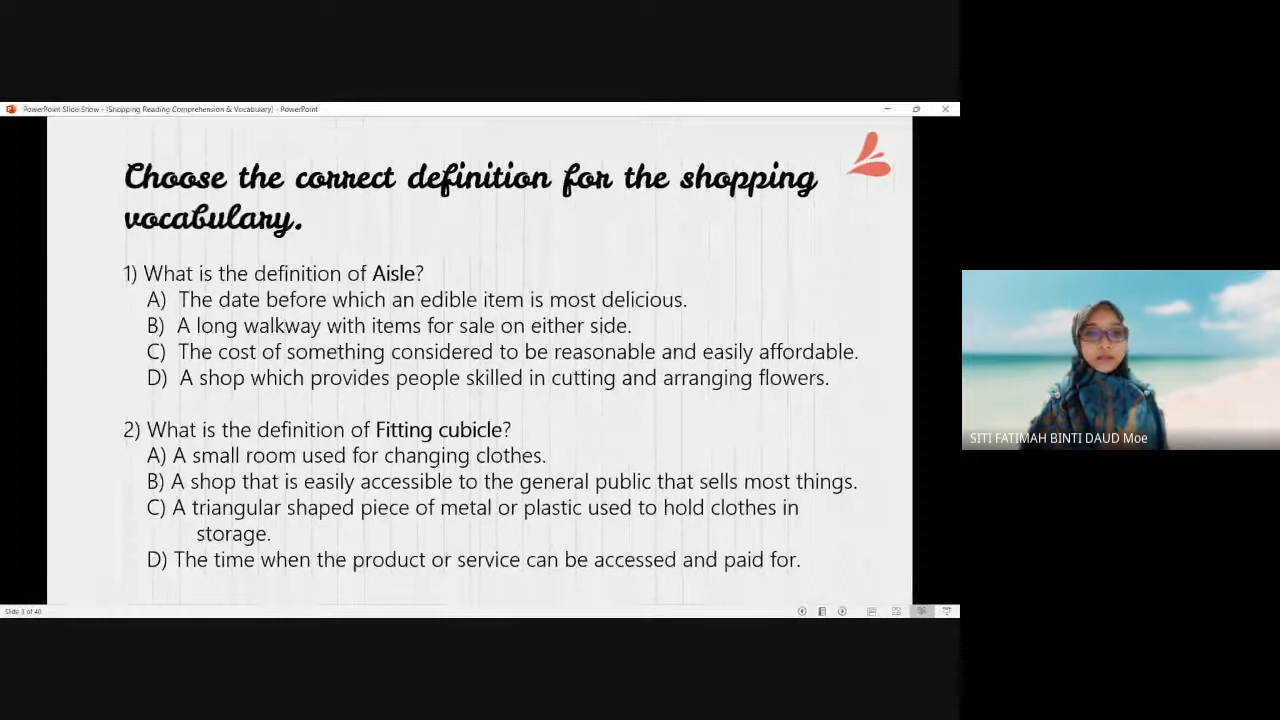 PowerPoint Slide Show - [Shopping Reading Comprehension & Vocabulary] - PowerPoint
Choose the correct definition for the shopping
vocabulary.
1) What is the definition of Aisle?
A) The date before which an edible item is most delicious.
B) A long walkway with items for sale on either side.
C) The cost of something considered to be reasonable and easily affordable.
D) A shop which provides people skilled in cutting and arranging flowers.
2) What is the definition of Fitting cubicle?
A) A small room used for changing clothes.
B) A shop that is easily accessible to the general public that sells most things.
C) A triangular shaped piece of metal or plastic used to hold clothes in
storage.
D) The time when the product or service can be accessed and paid for.
SITI FATIMAH BINTI DAUD Moe
Slide 3 of 40